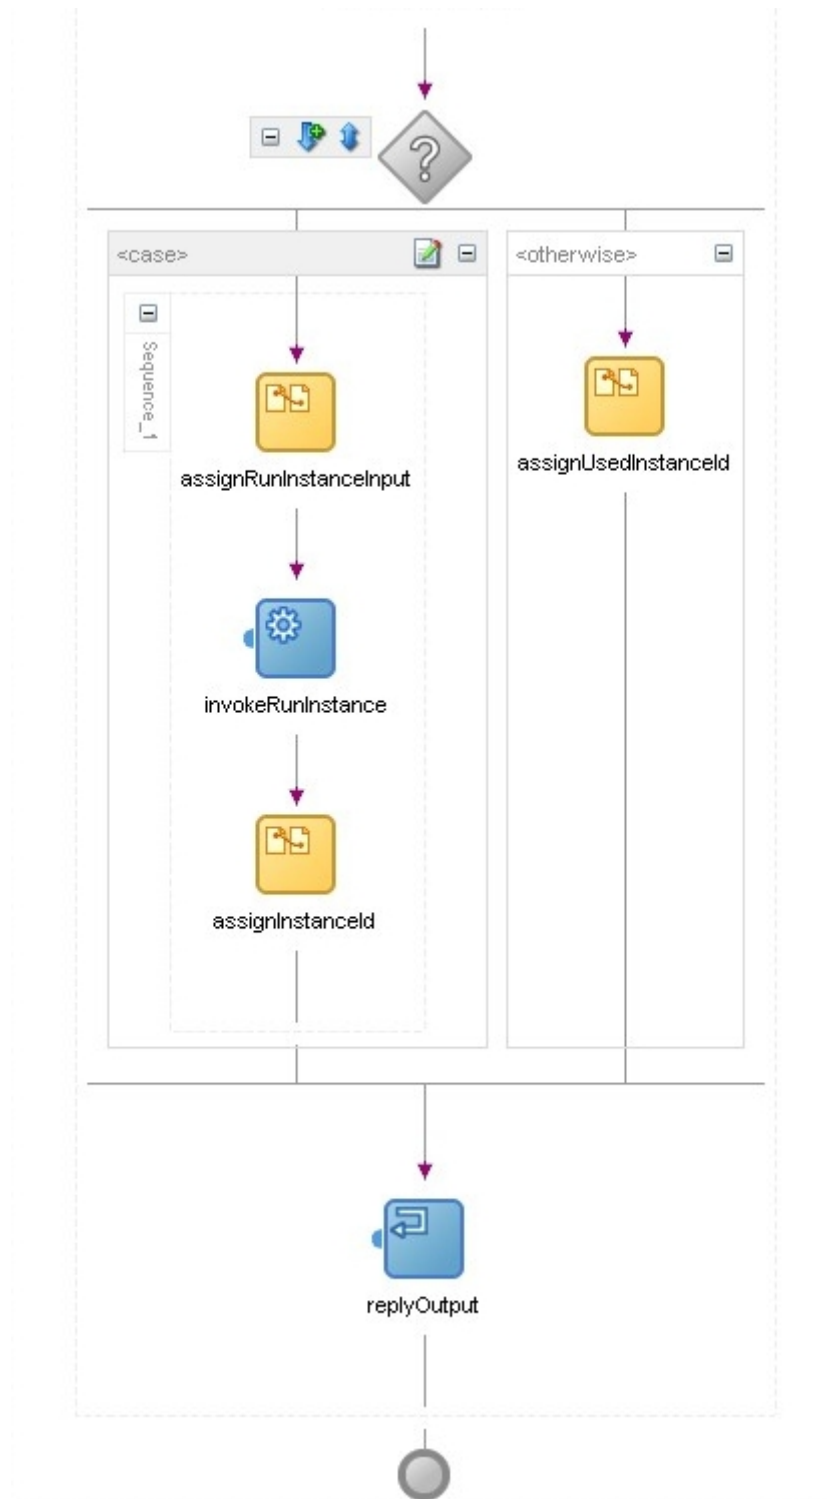 ?
<case>
<otherwise>
Sequence_1
assignRunInstanceInput
assignUsedInstanceId
invokeRunInstance
assignInstanceId
replyOutput